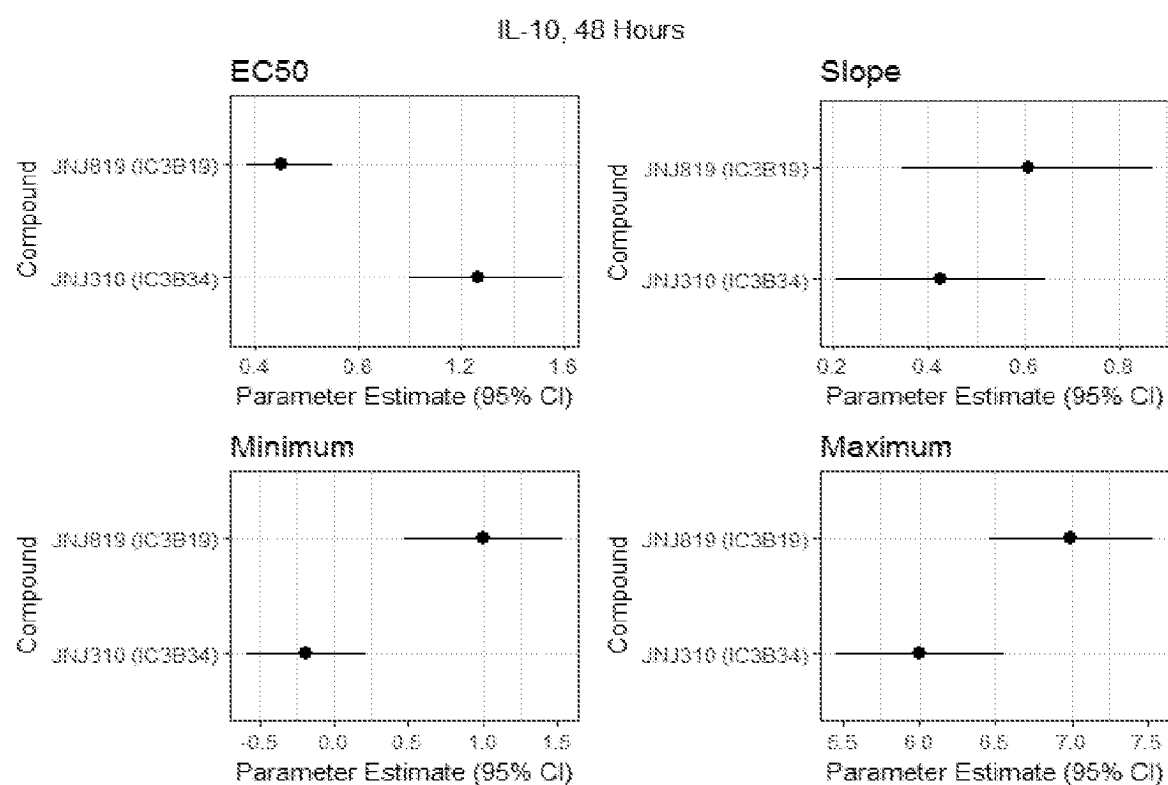 IL-10, 48 Hours
EC50
Compound
JNJ819 (IC3B19)
JNJ310 (IC3B34)
0.4 0.8 1.2 1.6
Parameter Estimate (95% CI)
Slope
Compound
JNJ819 (IC3B19)
JNJ310 (IC3B34)
0.2 0.4 0.6 0.8
Parameter Estimate (95% CI)
Minimum
Compound
JNJ819 (IC3B19)
JNJ310 (IC3B34)
-0.5 0.0 0.5 1.0 1.5
Parameter Estimate (95% CI)
Maximum
Compound
JNJ819 (IC3B19)
JNJ310 (IC3B34)
5.5 6.0 6.5 7.0 7.5
Parameter Estimate (95% CI)